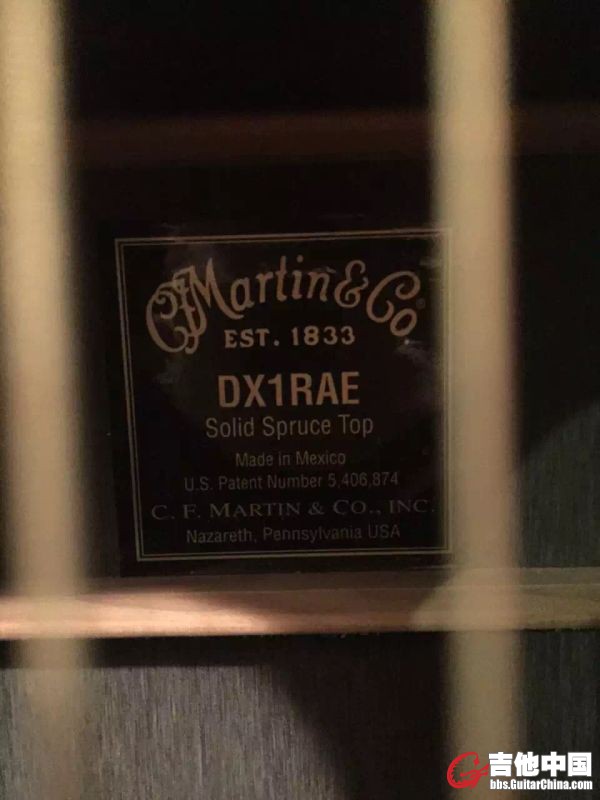 CF Martin & Co.®
EST. 1833
DX1RAE
Solid Spruce Top
Made in Mexico
U.S. Patent Number 5,406,874
C. F. MARTIN & CO., INC.
Nazareth, Pennsylvania USA
吉他中国
bbs.GuitarChina.com